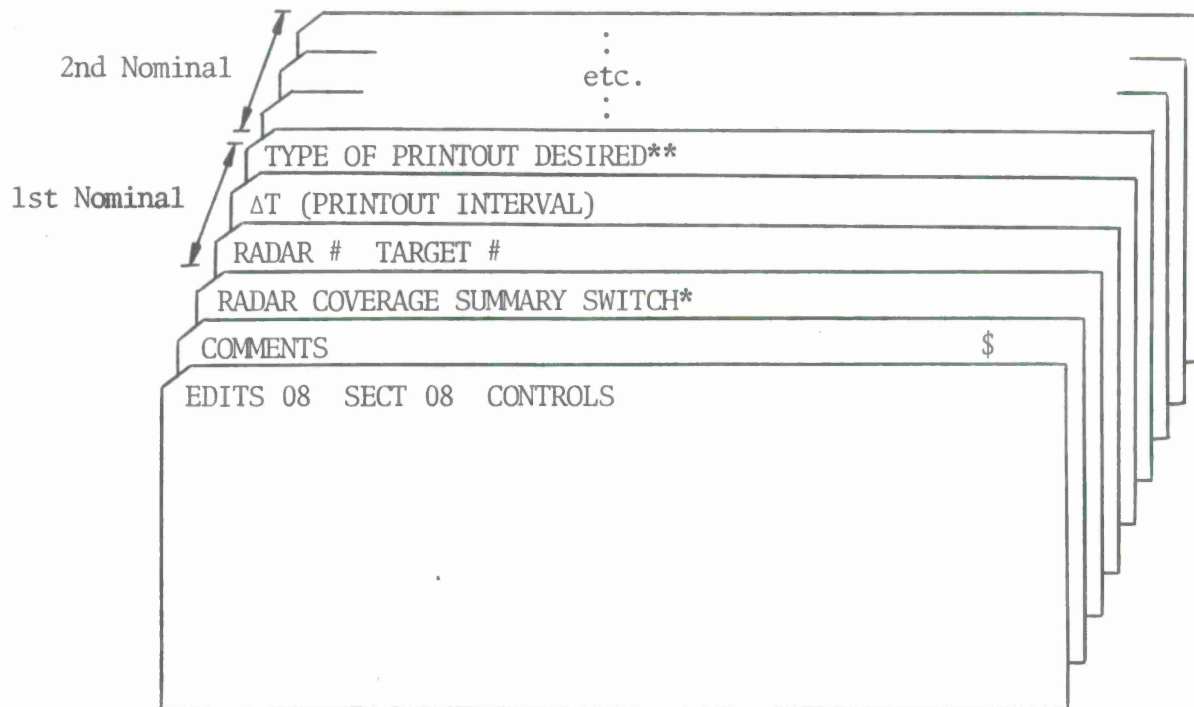 :
2nd Nominal
etc.
:
TYPE OF PRINTOUT DESIRED**
1st Nominal
ΔT (PRINTOUT INTERVAL)
RADAR #  TARGET #
RADAR COVERAGE SUMMARY SWITCH*
COMMENTS $
EDITS 08  SECT 08  CONTROLS